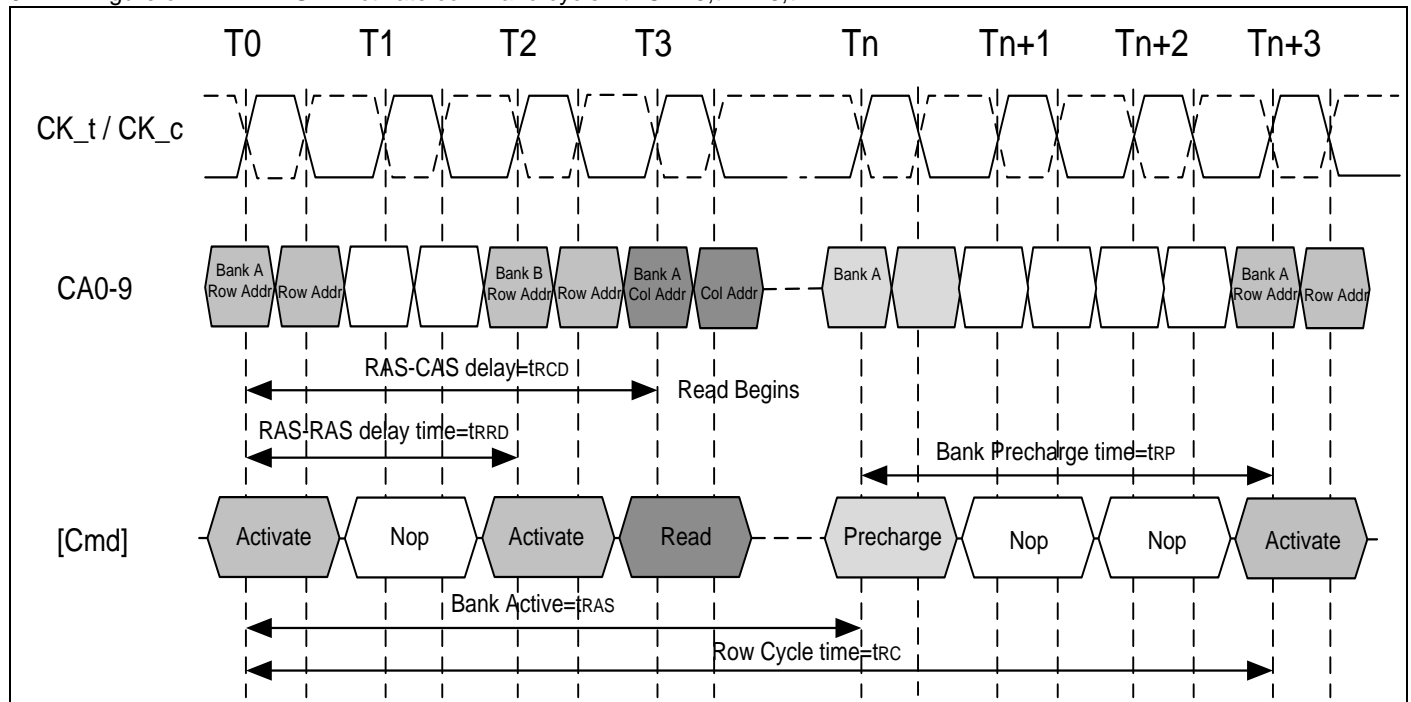 T0 T1 T2 T3 Tn Tn+1 Tn+2 Tn+3
CK_t / CK_c
CA0-9
Bank A
Row Addr
Row Addr
Bank B
Row Addr
Row Addr
Bank A
Col Addr
Col Addr
Bank A
Bank A
Row Addr
Row Addr
RAS-CAS delay=tRCD
Read Begins
RAS-RAS delay time=tRRD
Bank Precharge time=tRP
[Cmd]
Activate Nop Activate Read Precharge Nop Nop Activate
Bank Active=tRAS
Row Cycle time=tRC